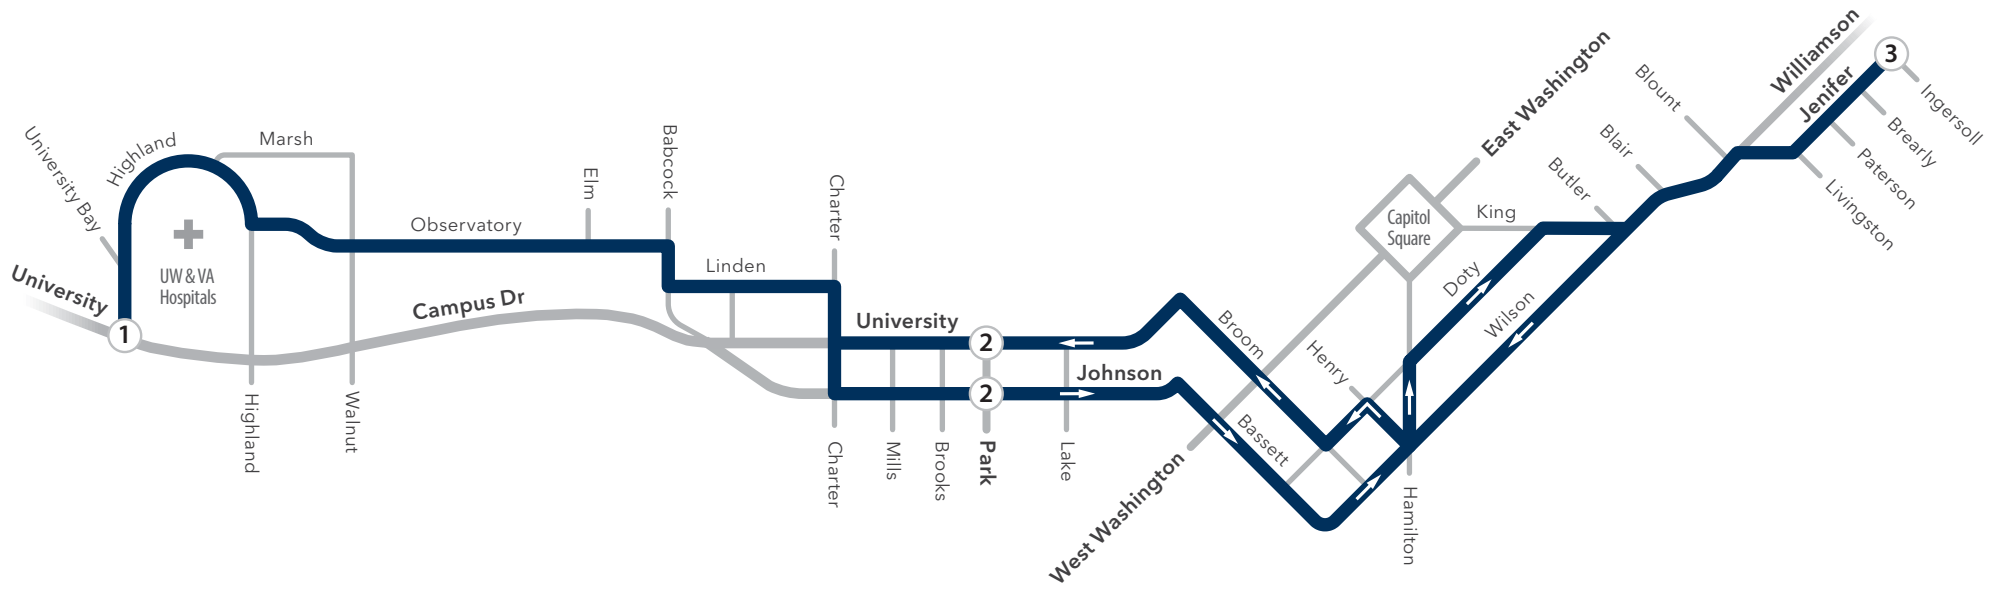 University Bay
Highland
Marsh
University
1
UW & VA
Hospitals
Highland
Walnut
Observatory
Campus Dr
Elm
Babcock
Linden
Charter
University
2
2
Johnson
Charter
Mills
Brooks
Park
Lake
Broom
Bassett
West Washington
Henry
Hamilton
Capitol
Square
East Washington
King
Doty
Wilson
Butler
Blair
Blount
Williamson
Jenifer
3
Ingersoll
Brearly
Paterson
Livingston